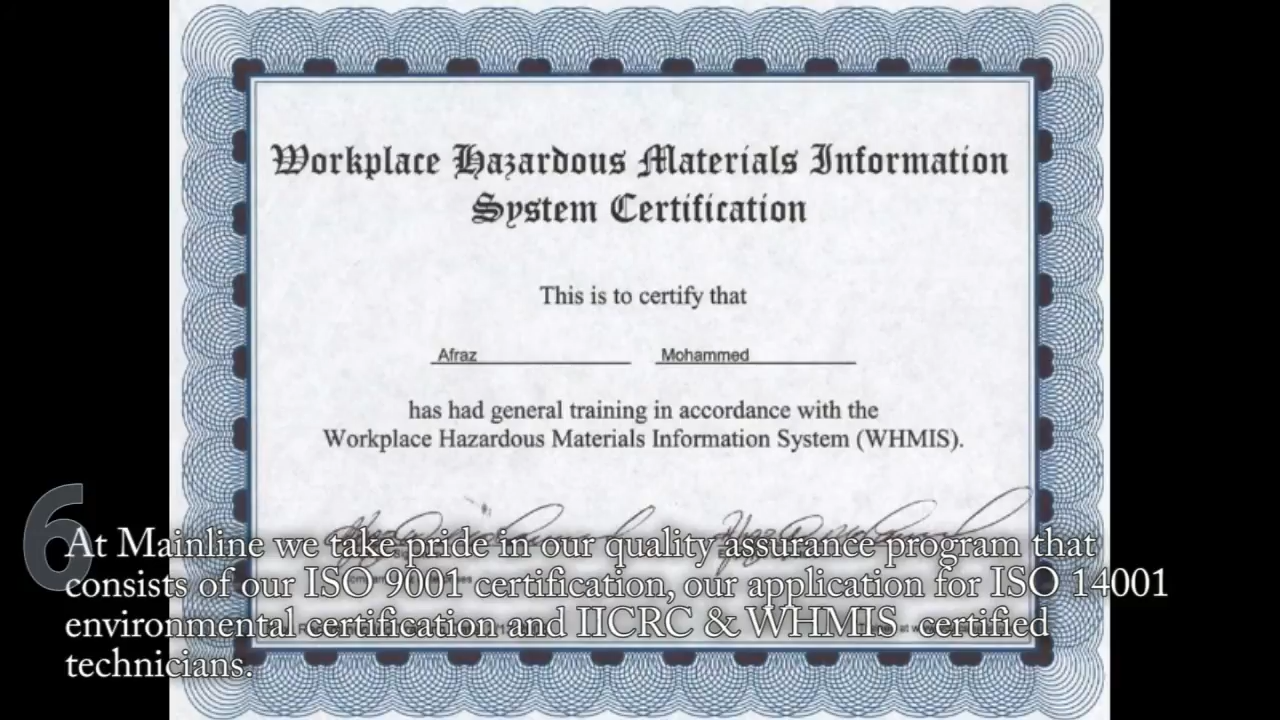 Workplace Hazardous Materials Information
System Certification
This is to certify that
Afraz Mohammed
has had general training in accordance with the
Workplace Hazardous Materials Information System (WHMIS).
6
At Mainline we take pride in our quality assurance program that
consists of our ISO 9001 certification, our application for ISO 14001
environmental certification and IICRC & WHMIS certified
technicians.